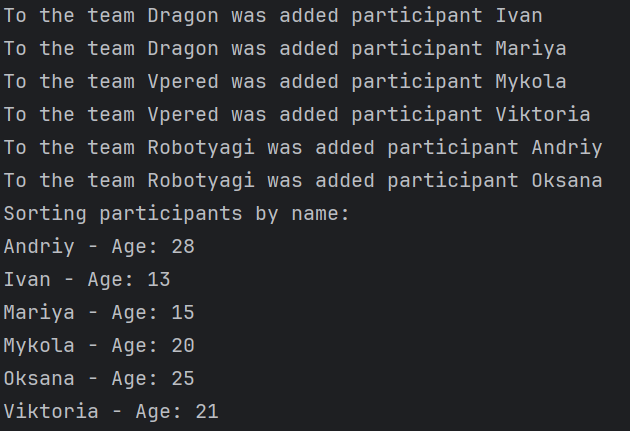 To the team Dragon was added participant Ivan
To the team Dragon was added participant Mariya
To the team Vpered was added participant Mykola
To the team Vpered was added participant Viktoria
To the team Robotyagi was added participant Andriy
To the team Robotyagi was added participant Oksana
Sorting participants by name:
Andriy - Age: 28
Ivan - Age: 13
Mariya - Age: 15
Mykola - Age: 20
Oksana - Age: 25
Viktoria - Age: 21